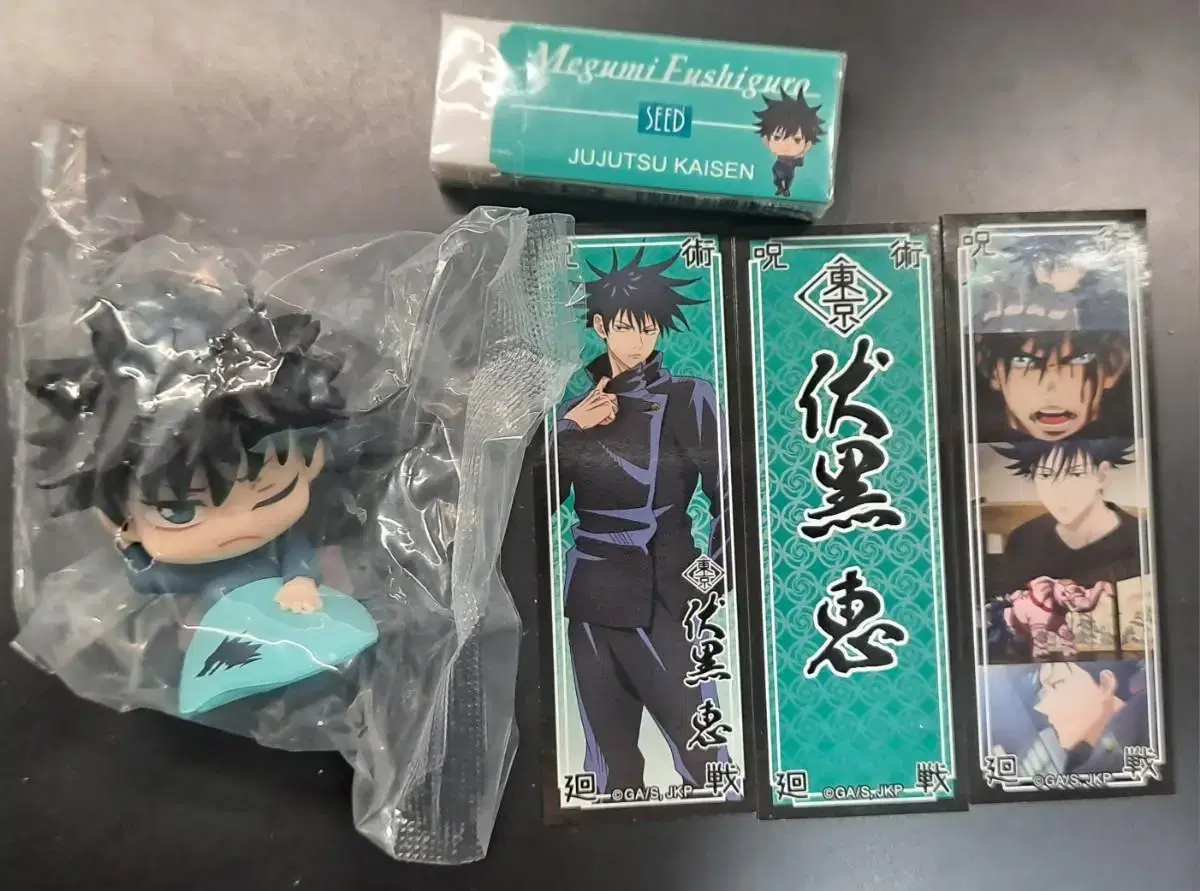 Megumi Fushiguro
SEED
JUJUTSU KAISEN
呪 術
東京
伏黒 恵
廻 戦
©GA/S, JKP
呪 術
東京
伏黒 恵
廻 戦
©GA/S, JKP
呪 術
廻 戦
©GA/S, JKP